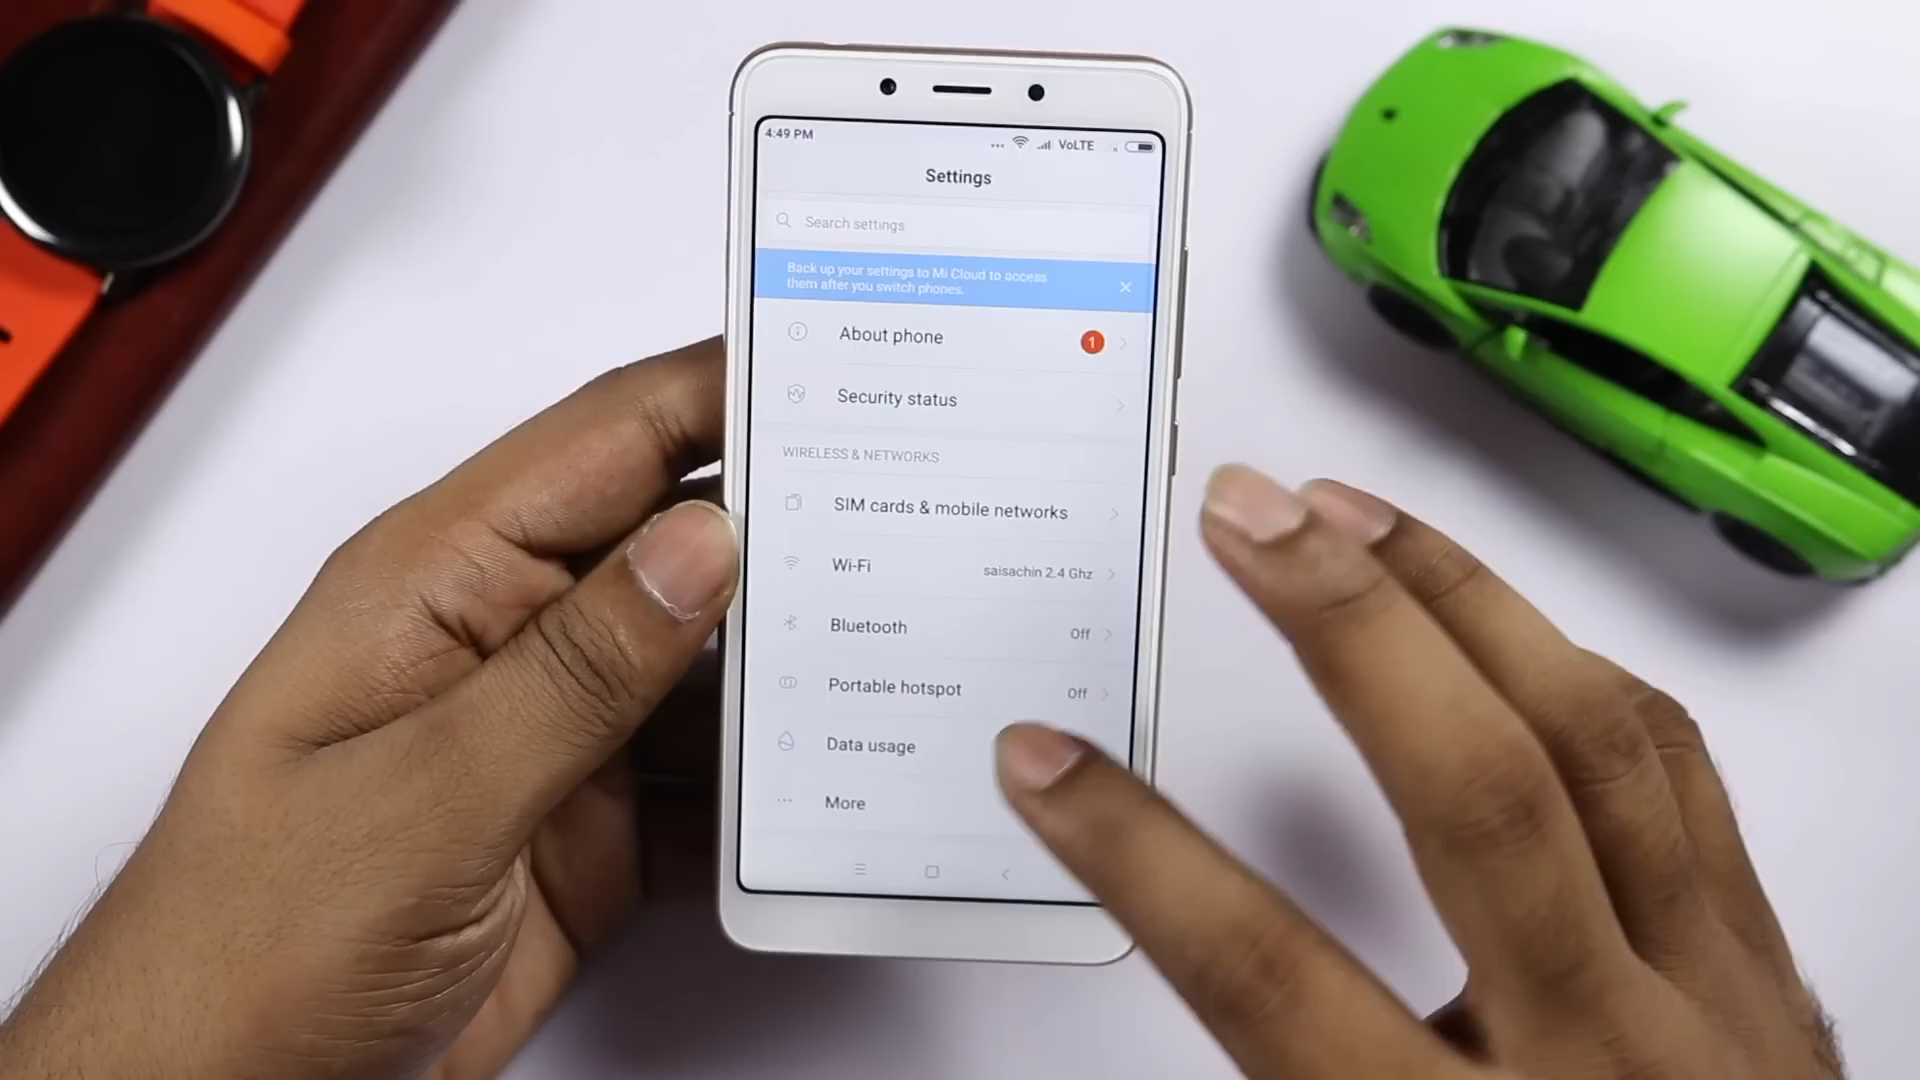 4:49 PM
VoLTE
Settings
Search settings
Back up your settings to Mi Cloud to access
them after you switch phones.
About phone
1
Security status
WIRELESS & NETWORKS
SIM cards & mobile networks
Wi-Fi
saisachin 2.4 Ghz
Bluetooth
Off
Portable hotspot
Off
Data usage
More